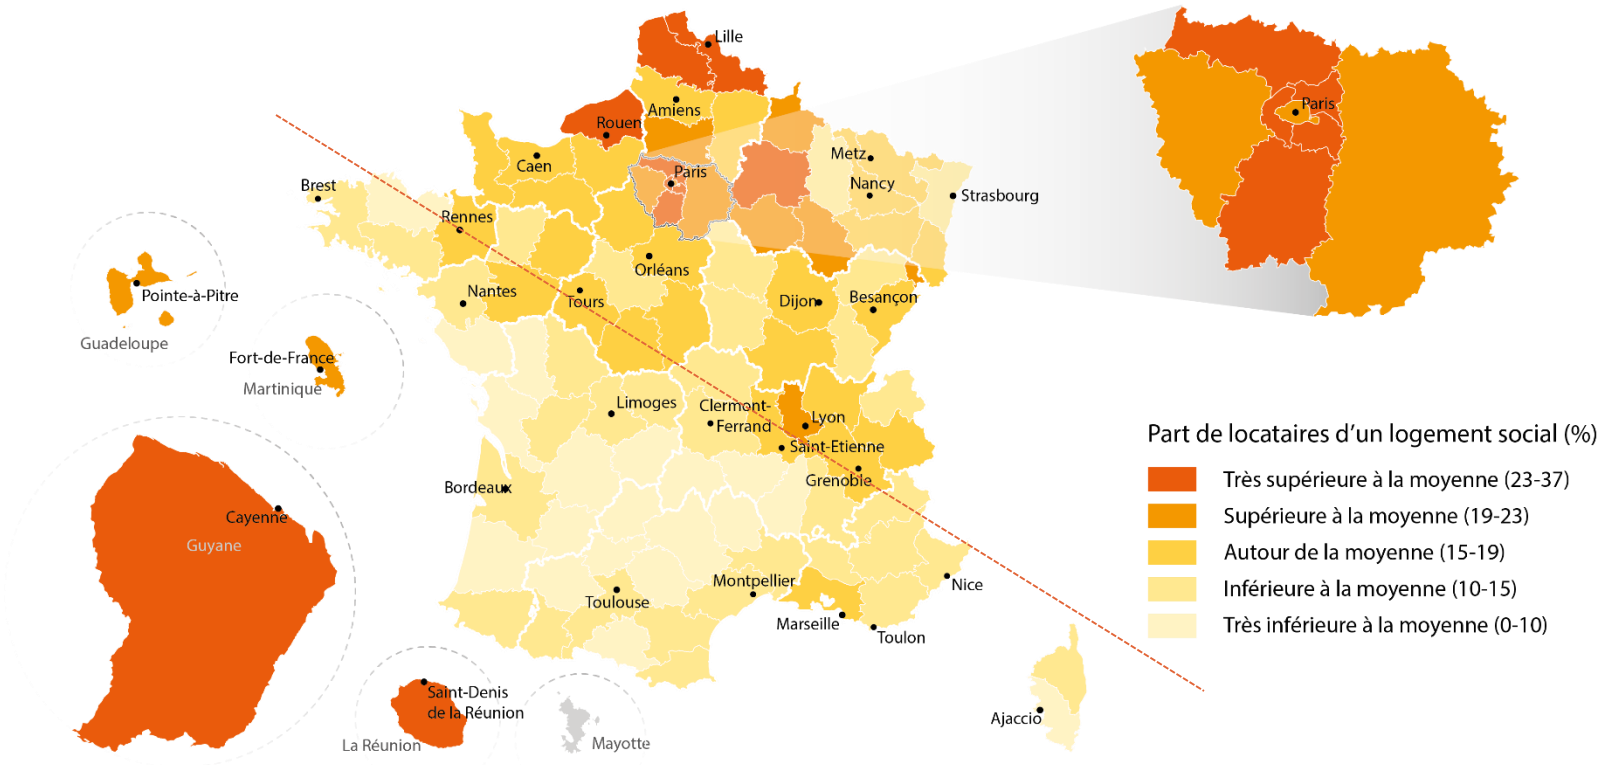 Lille
Amiens
Rouen
Caen
Paris
Metz
Nancy
Strasbourg
Brest
Rennes
Orléans
Nantes
Tours
Dijon
Besançon
Limoges
Clermont-
Ferrand
Lyon
Saint-Etienne
Grenoble
Bordeaux
Toulouse
Montpellier
Marseille
Toulon
Nice
Ajaccio
Paris
Pointe-à-Pitre
Guadeloupe
Fort-de-France
Martinique
Cayenne
Guyane
Saint-Denis
de la Réunion
La Réunion
Mayotte
Part de locataires d’un logement social (%)
Très supérieure à la moyenne (23-37)
Supérieure à la moyenne (19-23)
Autour de la moyenne (15-19)
Inférieure à la moyenne (10-15)
Très inférieure à la moyenne (0-10)